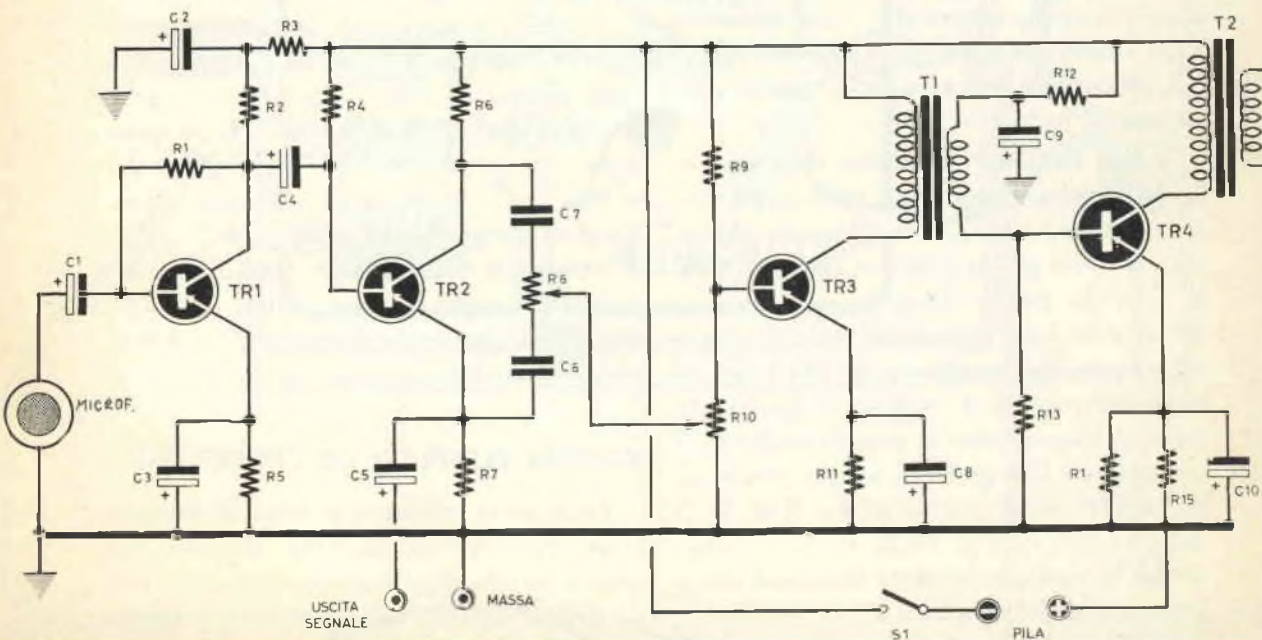 C2
R3
T2
R2
R4
R6
T1
R12
C9
R1
C4
R9
C7
C1
TR1
TR2
R8
TR3
TR4
MICROF.
C6
R10
R13
C3
R5
C5
R7
R11
C8
R1
R15
C10
USCITA
SEGNALE
MASSA
S1
PILA